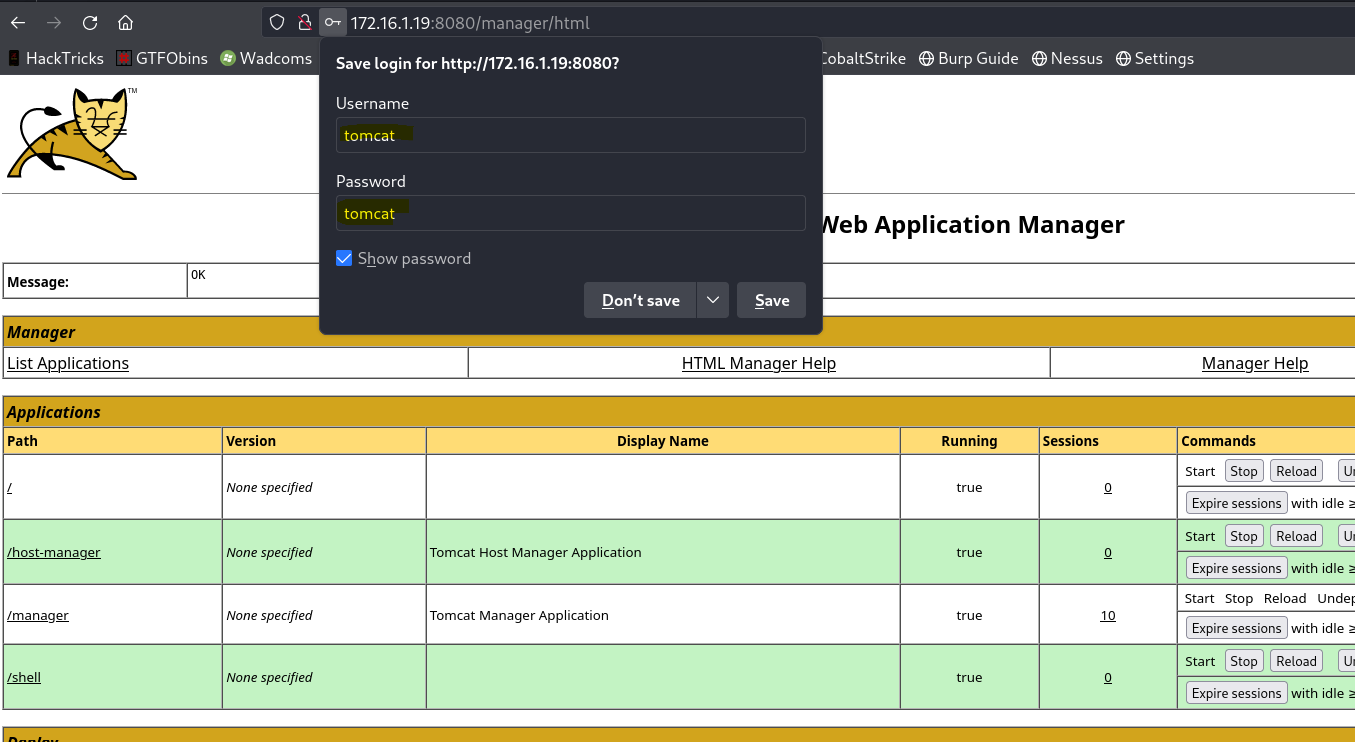 172.16.1.19:8080/manager/html
HackTricks GTFObins Wadcoms CobaltStrike Burp Guide Nessus Settings
Save login for http://172.16.1.19:8080?
Username
tomcat
Password
tomcat
Show password
Don't save Save
TM
Web Application Manager
Message: OK
Manager
List Applications HTML Manager Help Manager Help
Applications
Path Version Display Name Running Sessions Commands
/ None specified true 0 Start Stop Reload Un
Expire sessions with idle ≥
/host-manager None specified Tomcat Host Manager Application true 0 Start Stop Reload Un
Expire sessions with idle ≥
/manager None specified Tomcat Manager Application true 10 Start Stop Reload Undep
Expire sessions with idle ≥
/shell None specified true 0 Start Stop Reload Un
Expire sessions with idle ≥
Deploy